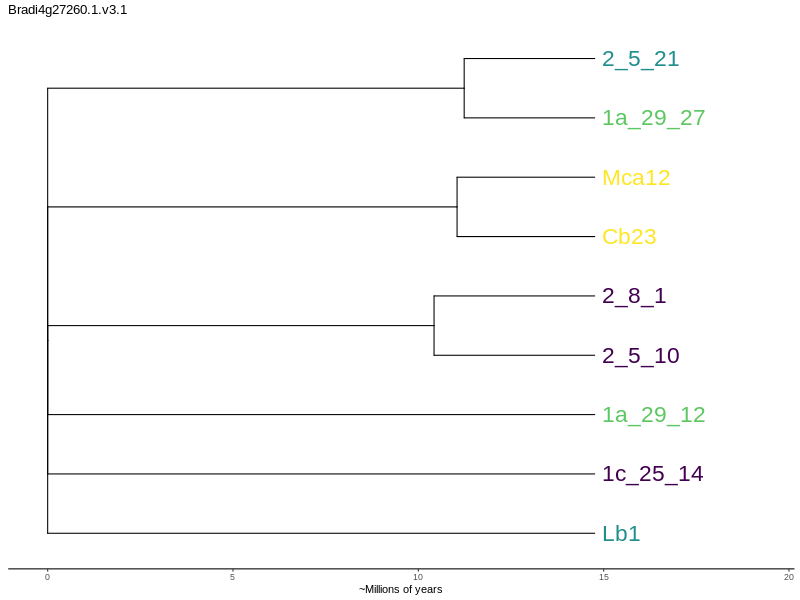 Bradi4g27260.1.v3.1
2_5_21
1a_29_27
Mca12
Cb23
2_8_1
2_5_10
1a_29_12
1c_25_14
Lb1
0 5 10 15 20
~Millions of years